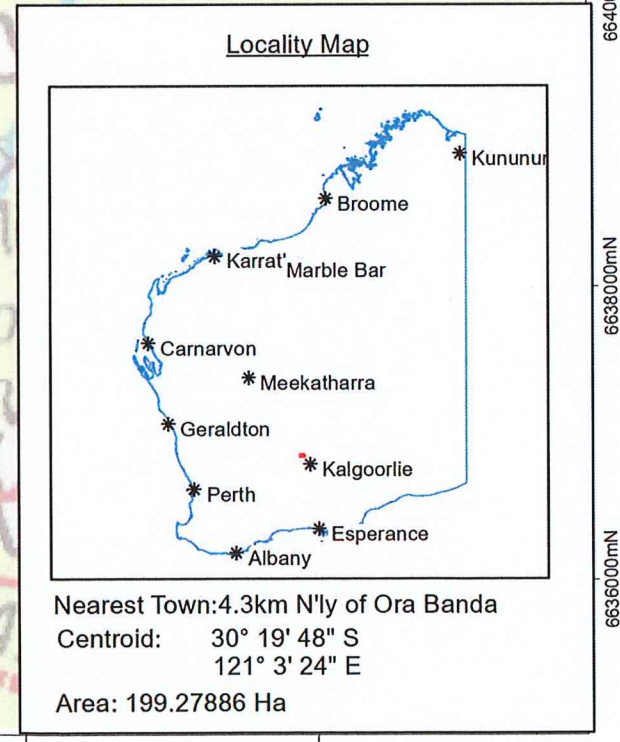 Locality Map
Kununur
Broome
Karrat' Marble Bar
Carnarvon
Meekatharra
Geraldton
Kalgoorlie
Perth
Esperance
Albany
Nearest Town:4.3km N'ly of Ora Banda
Centroid: 30° 19' 48" S
121° 3' 24" E
Area: 199.27886 Ha
6638000mN
6636000mN